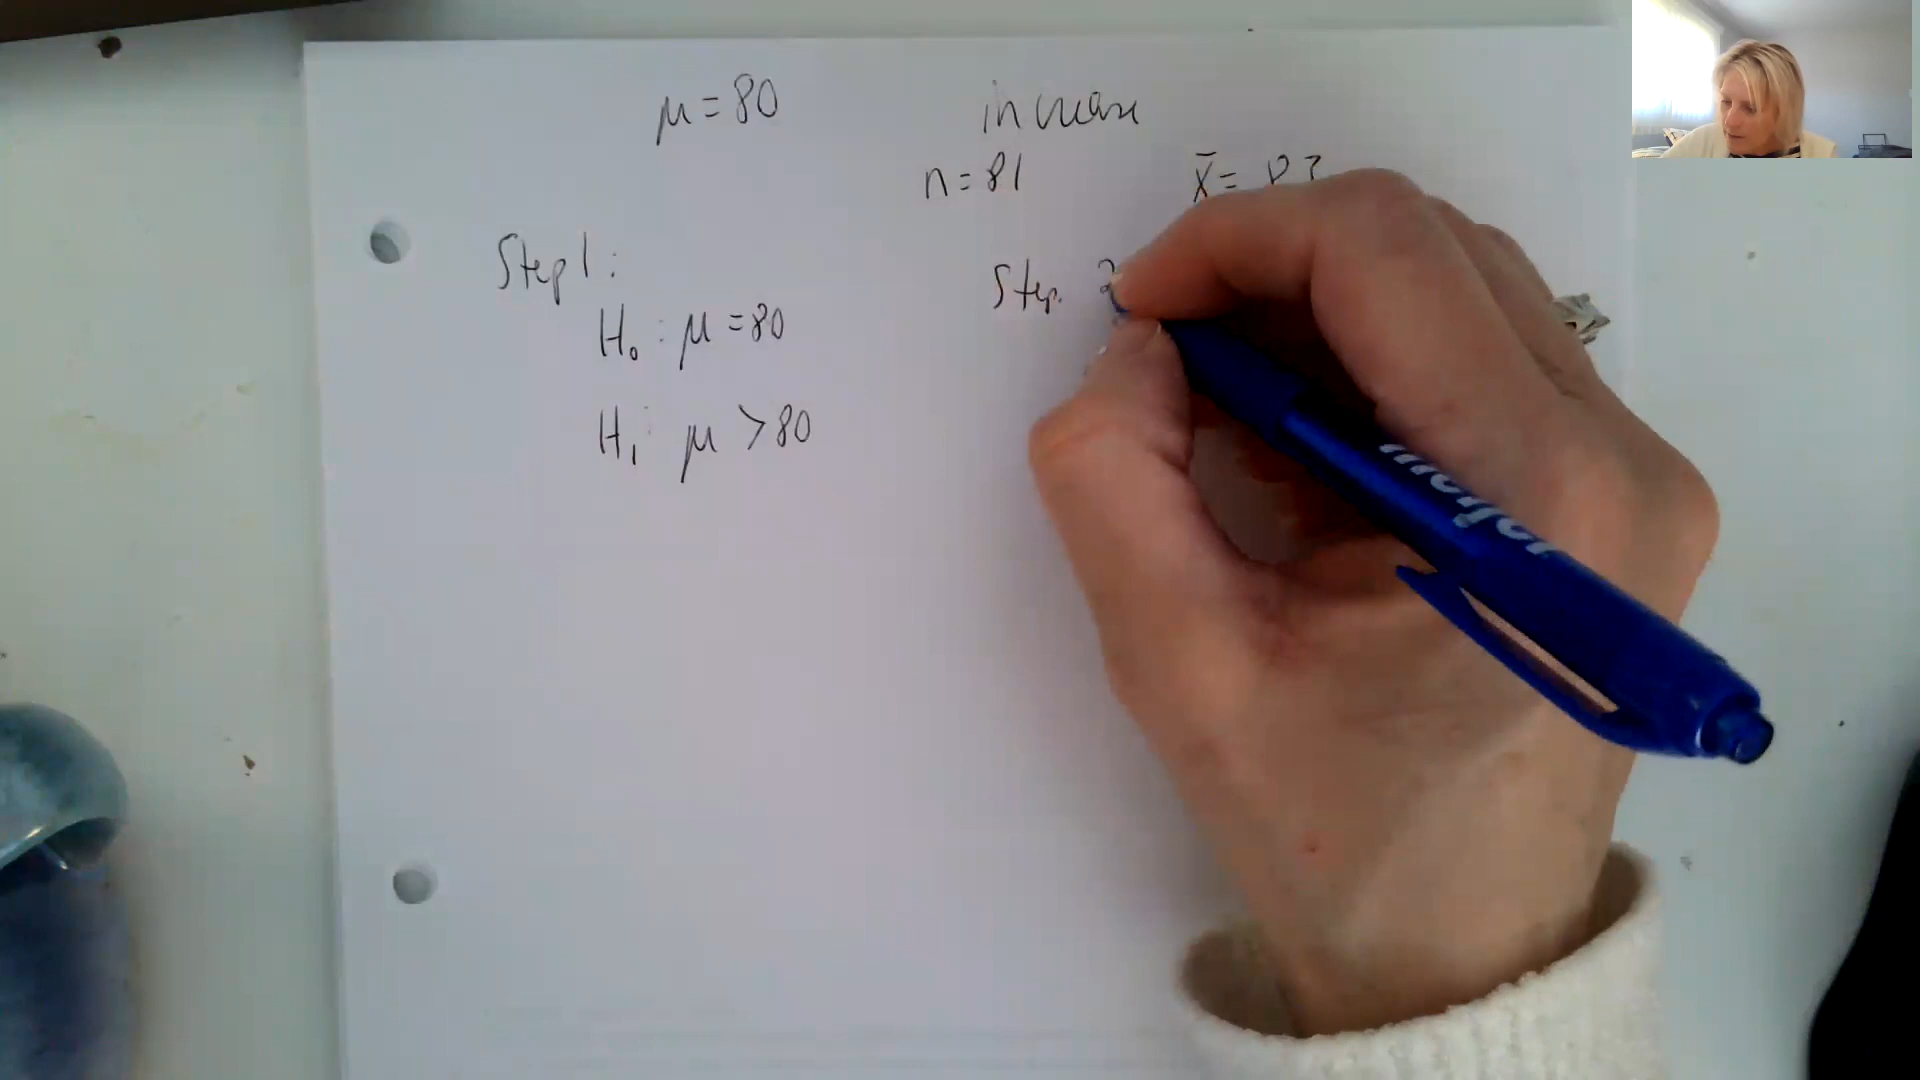 μ = 80
increase
n = 81
x̄ =
Step 1 :
H₀ : μ = 80
H₁ : μ > 80
Step